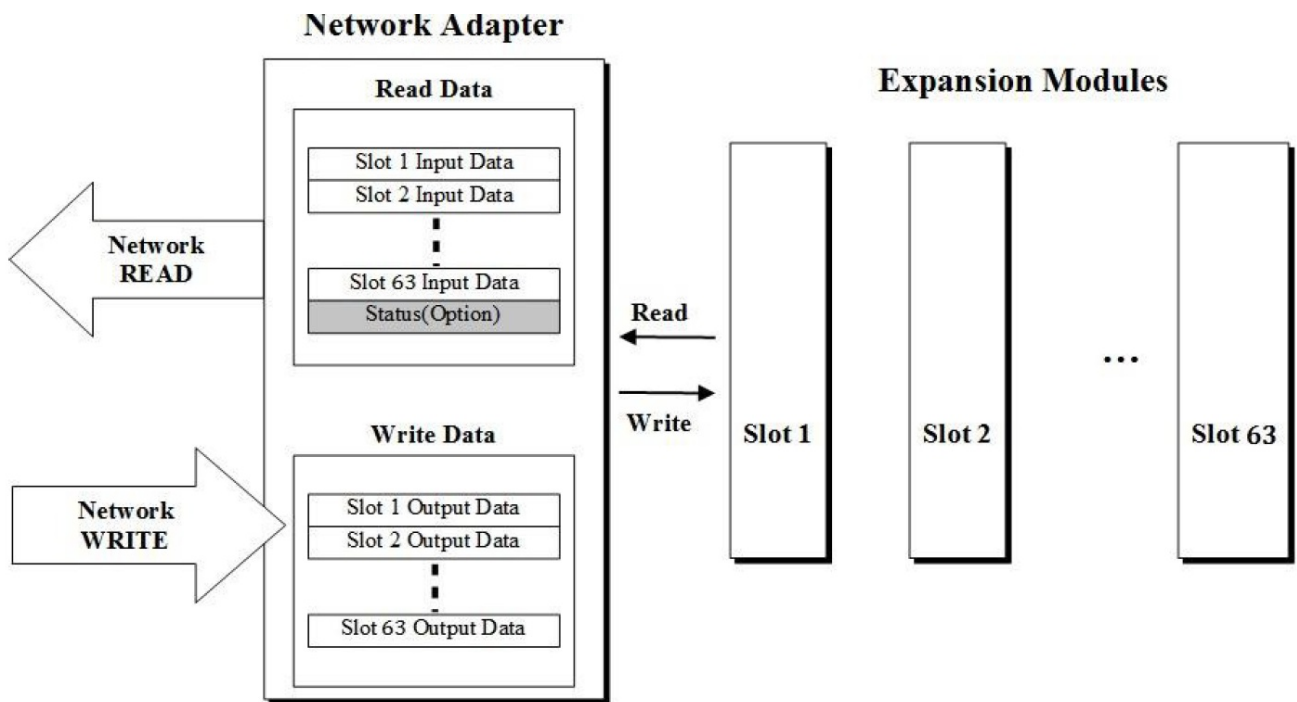 Network Adapter
Read Data
Slot 1 Input Data
Slot 2 Input Data
Slot 63 Input Data
Status(Option)
Network
READ
Write Data
Slot 1 Output Data
Slot 2 Output Data
Slot 63 Output Data
Network
WRITE
Read
Write
Expansion Modules
Slot 1
Slot 2
...
Slot 63